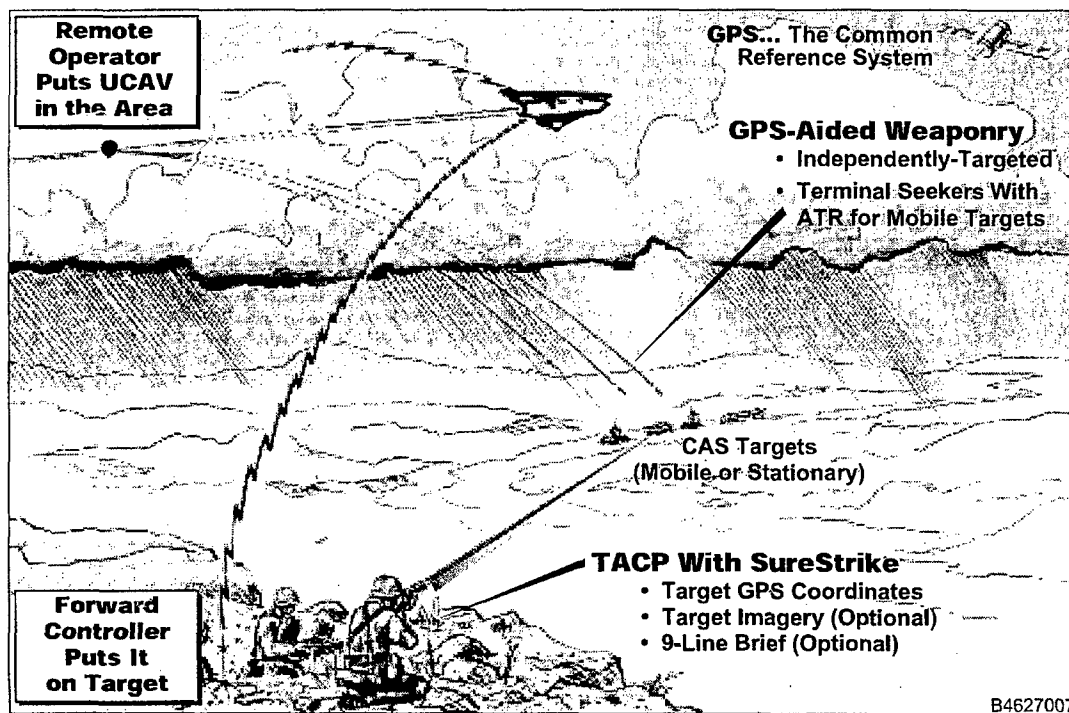 Remote
Operator
Puts UCAV
in the Area
GPS... The Common
Reference System
GPS-Aided Weaponry
• Independently-Targeted
• Terminal Seekers With
ATR for Mobile Targets
CAS Targets
(Mobile or Stationary)
TACP With SureStrike
• Target GPS Coordinates
• Target Imagery (Optional)
• 9-Line Brief (Optional)
Forward
Controller
Puts It
on Target
B4627007